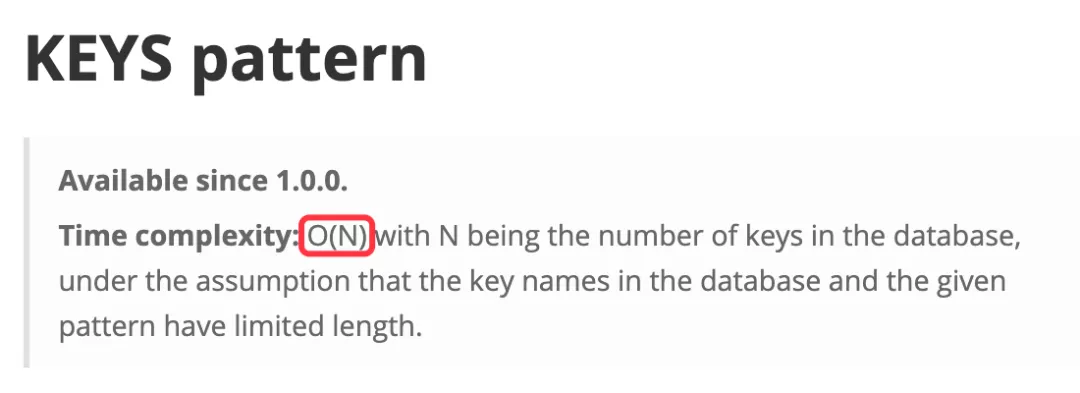 KEYS pattern
Available since 1.0.0.
Time complexity: O(N) with N being the number of keys in the database,
under the assumption that the key names in the database and the given
pattern have limited length.